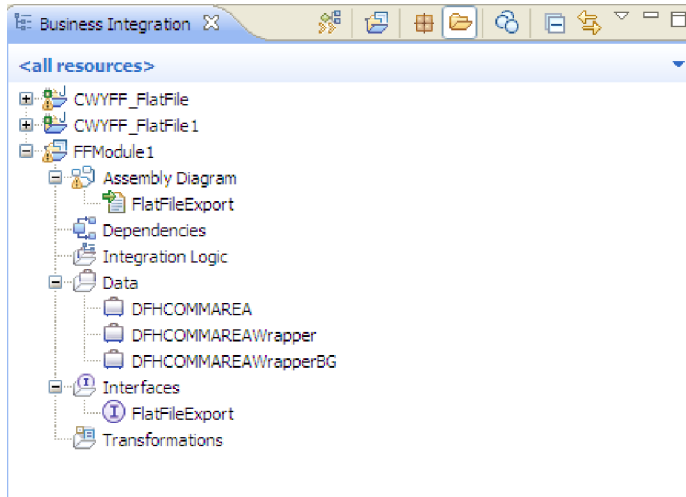 Business Integration
<all resources>
CWYFF_FlatFile
CWYFF_FlatFile1
FFModule1
Assembly Diagram
FlatFileExport
Dependencies
Integration Logic
Data
DFHCOMMAREA
DFHCOMMAREAWrapper
DFHCOMMAREAWrapperBG
Interfaces
FlatFileExport
Transformations